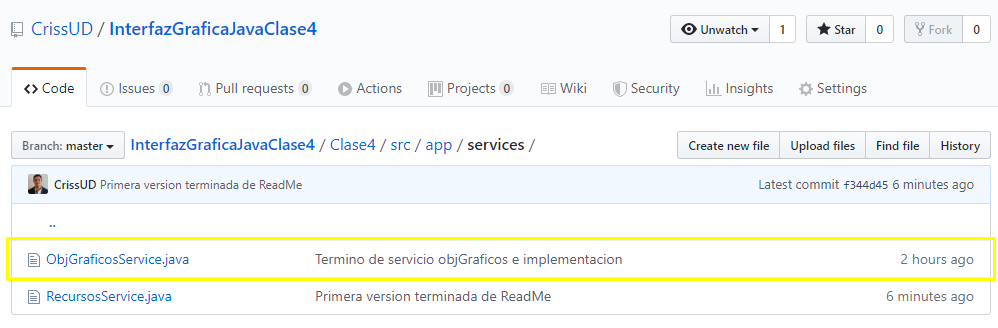 CrissUD / InterfazGraficaJavaClase4 Unwatch 1 Star 0 Fork 0
Code Issues 0 Pull requests 0 Actions Projects 0 Wiki Security Insights Settings
Branch: master InterfazGraficaJavaClase4 / Clase4 / src / app / services / Create new file Upload files Find file History
CrissUD Primera version terminada de ReadMe Latest commit f344d45 6 minutes ago
..
ObjGraficosService.java Termino de servicio objGraficos e implementacion 2 hours ago
RecursosService.java Primera version terminada de ReadMe 6 minutes ago